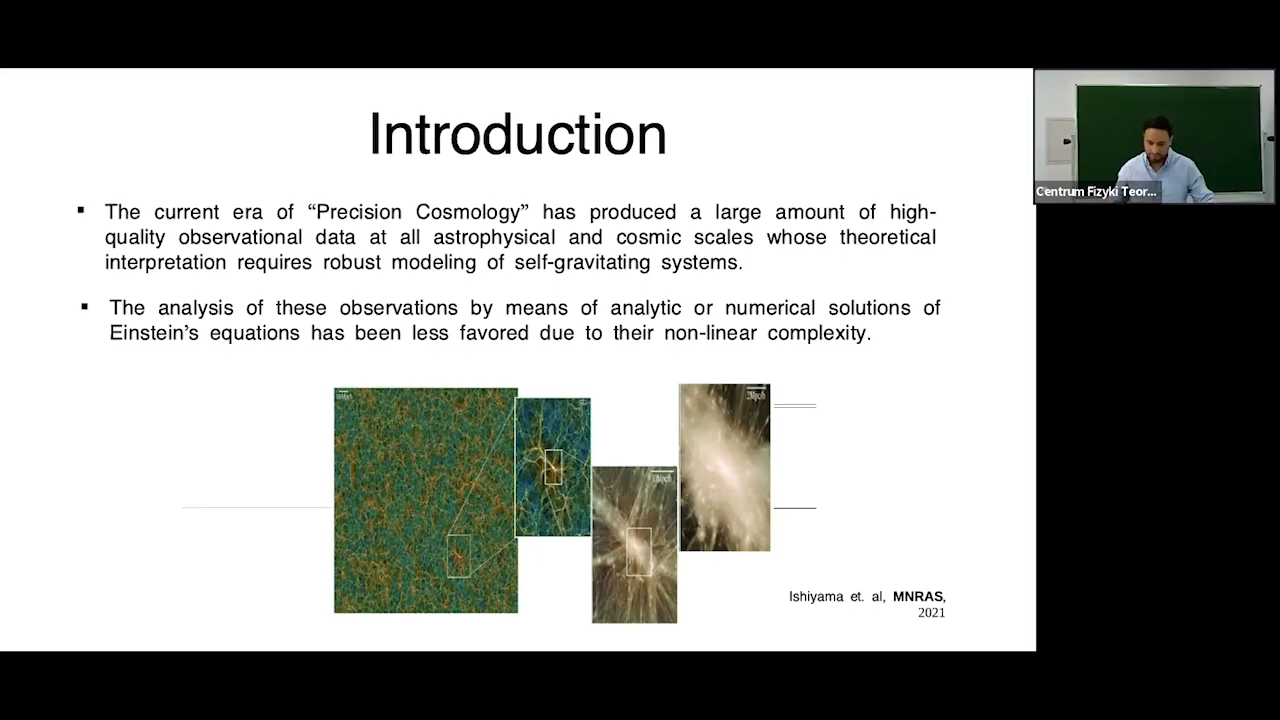 Introduction
▪ The current era of “Precision Cosmology” has produced a large amount of high-
quality observational data at all astrophysical and cosmic scales whose theoretical
interpretation requires robust modeling of self-gravitating systems.
▪ The analysis of these observations by means of analytic or numerical solutions of
Einstein’s equations has been less favored due to their non-linear complexity.
2Mpc/h
Ishiyama et. al, MNRAS,
2021
Centrum Fizyki Teor...